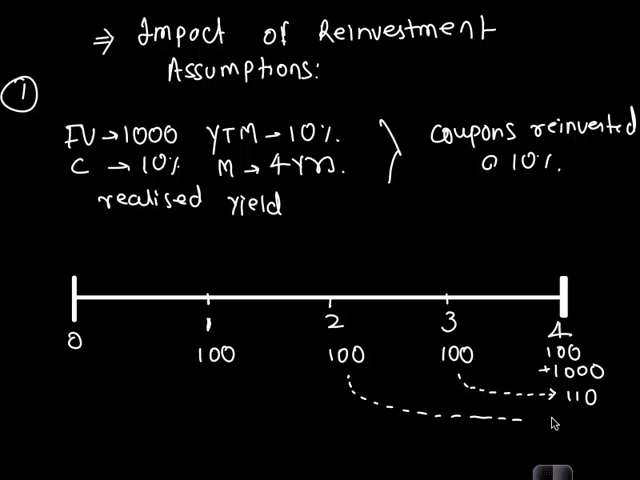 ⇒ Impact of Reinvestment
Assumptions:
1
FV → 1000 YTM → 10%.
C → 10% M → 4 Yrs.
realised yield
coupons reinvested
@ 10%.
0 1 2 3 4
100 100 100 100
+1000
110